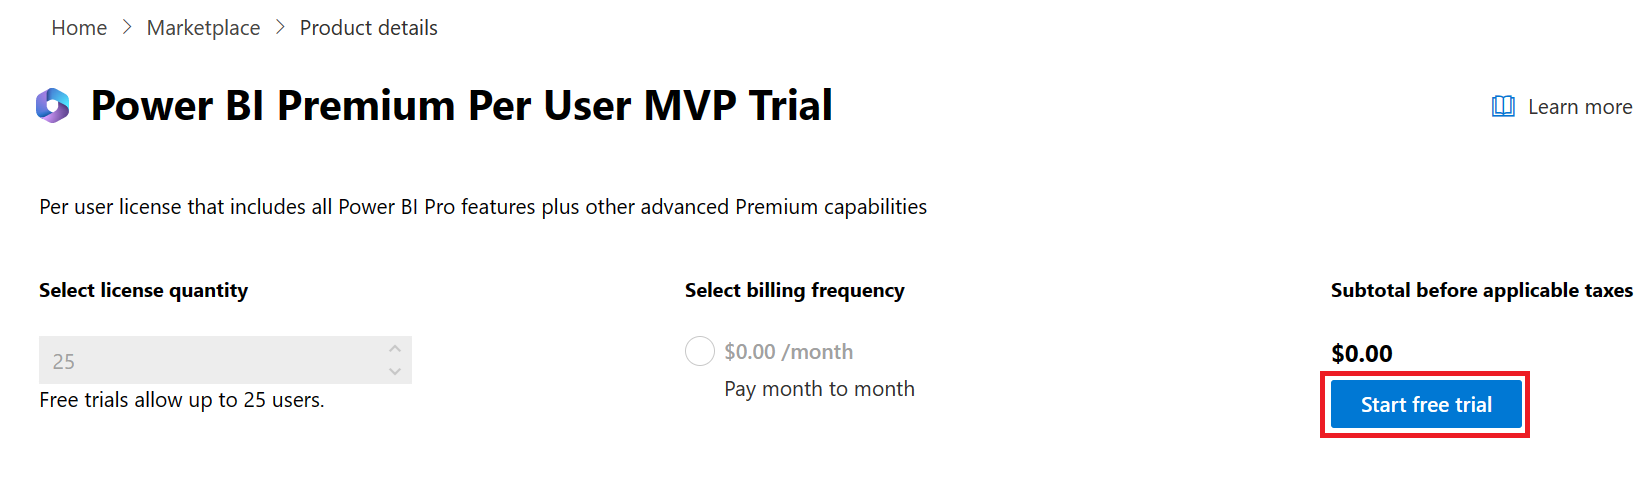 Home > Marketplace > Product details
Power BI Premium Per User MVP Trial
Learn more
Per user license that includes all Power BI Pro features plus other advanced Premium capabilities
Select license quantity
25
Free trials allow up to 25 users.
Select billing frequency
$0.00 /month
Pay month to month
Subtotal before applicable taxes
$0.00
Start free trial